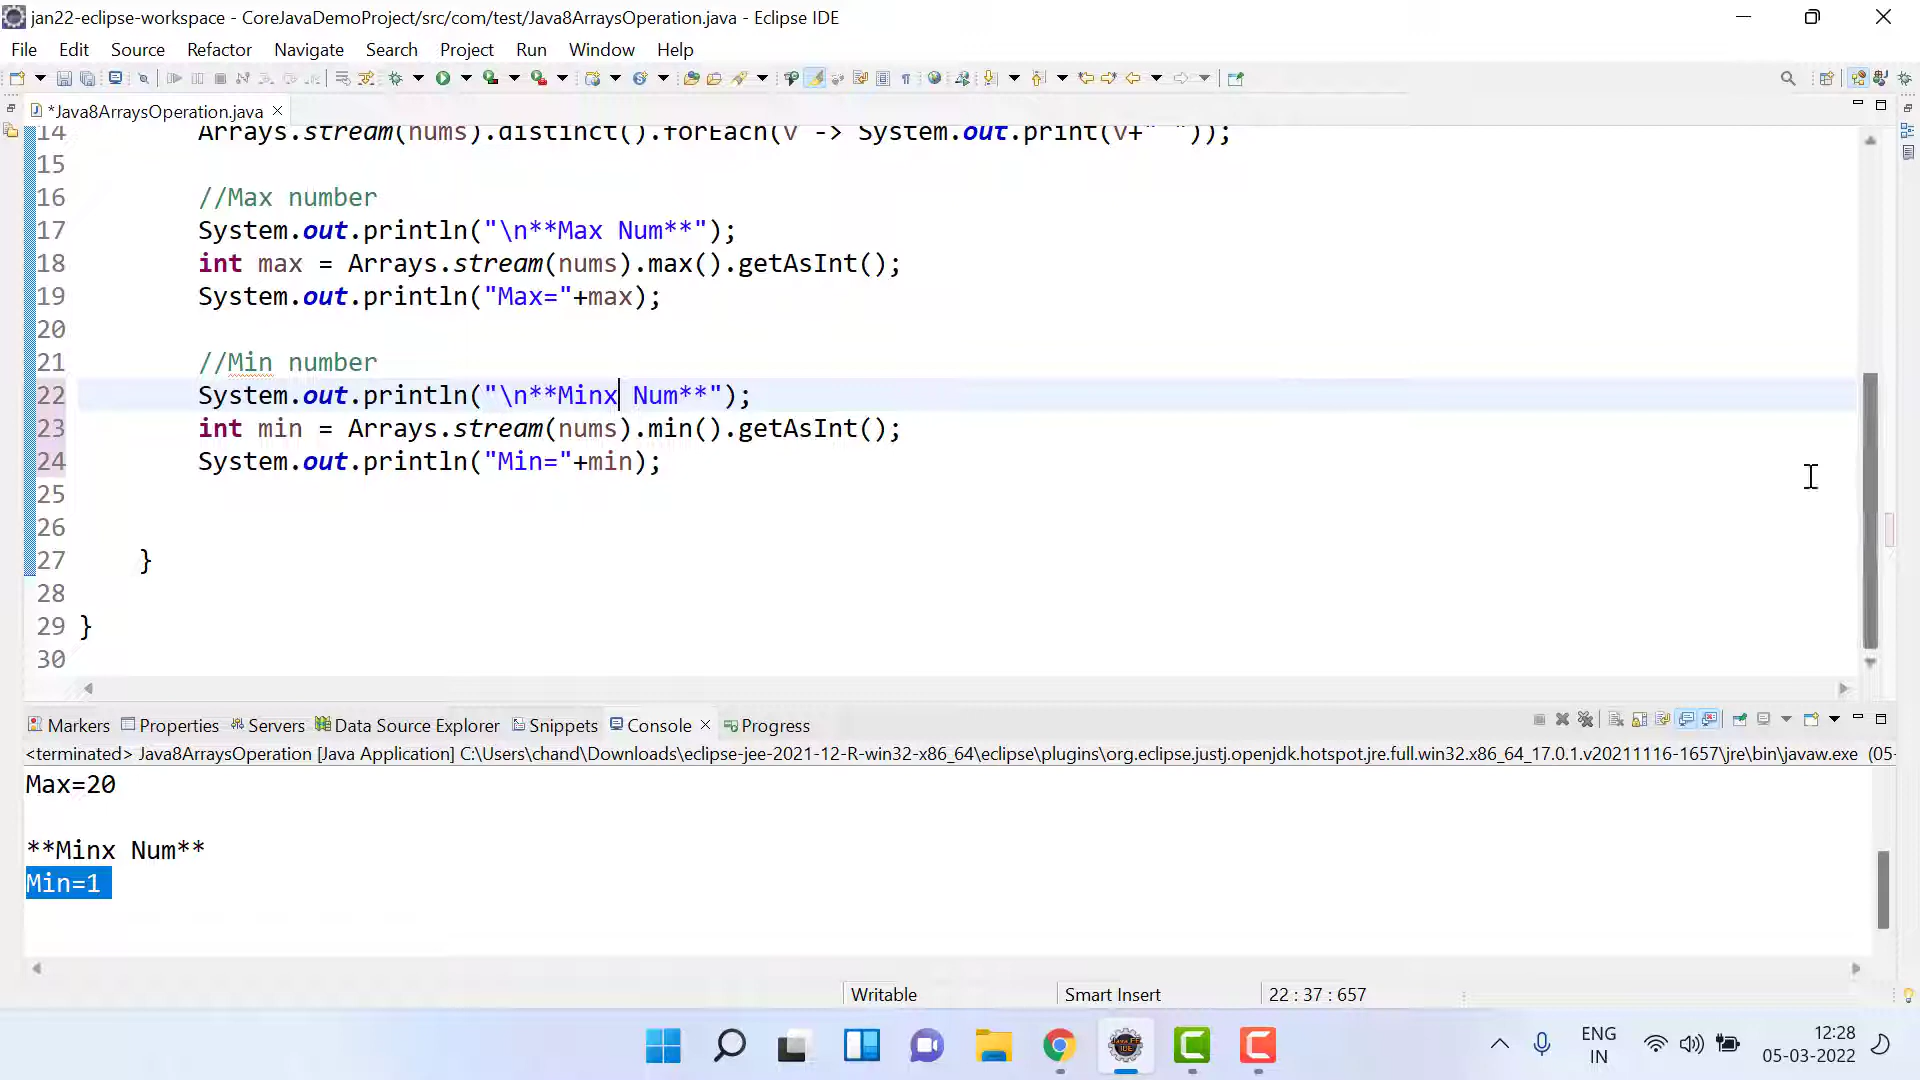 jan22-eclipse-workspace - CoreJavaDemoProject/src/com/test/Java8ArraysOperation.java - Eclipse IDE
File Edit Source Refactor Navigate Search Project Run Window Help
*Java8ArraysOperation.java
14 Arrays.stream(nums).distinct().forEach(v -> System.out.print(v+" "));
15
16 //Max number
17 System.out.println("\n**Max Num**");
18 int max = Arrays.stream(nums).max().getAsInt();
19 System.out.println("Max="+max);
20
21 //Min number
22 System.out.println("\n**Minx Num**");
23 int min = Arrays.stream(nums).min().getAsInt();
24 System.out.println("Min="+min);
25
26
27 }
28
29 }
30
Markers Properties Servers Data Source Explorer Snippets Console Progress
<terminated> Java8ArraysOperation [Java Application] C:\Users\chand\Downloads\eclipse-jee-2021-12-R-win32-x86_64\eclipse\plugins\org.eclipse.justj.openjdk.hotspot.jre.full.win32.x86_64_17.0.1.v20211116-1657\jre\bin\javaw.exe (05-
Max=20
**Minx Num**
Min=1
Writable Smart Insert 22 : 37 : 657
ENG
IN
12:28
05-03-2022